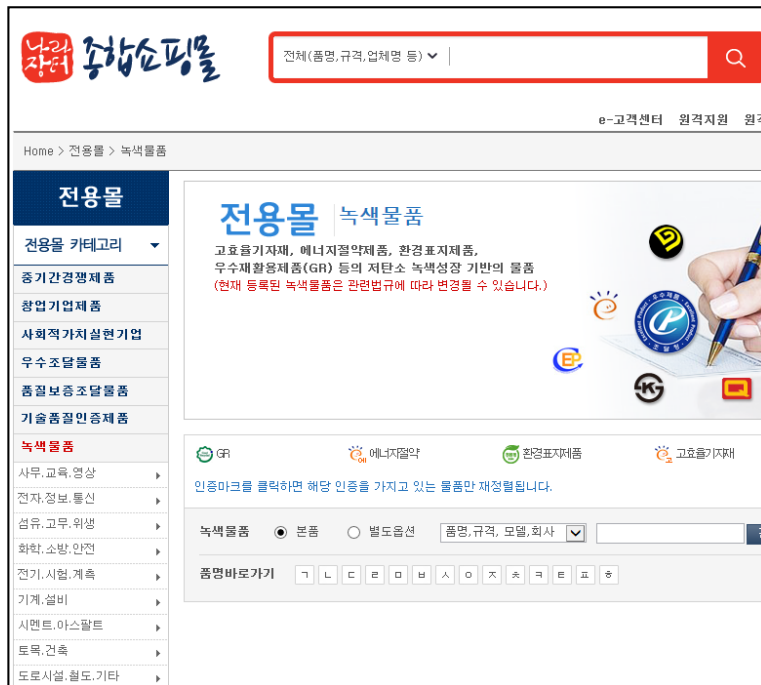 나라
장터 종합쇼핑몰
전체(품명,규격,업체명 등)
e-고객센터 원격지원
Home > 전용몰 > 녹색물품
전용몰
전용몰 카테고리
중기간경쟁제품
창업기업제품
사회적가치실현기업
우수조달물품
품질보증조달물품
기술품질인증제품
녹색물품
사무.교육.영상
전자.정보.통신
섬유.고무.위생
화학.소방.안전
전기.시험.계측
기계.설비
시멘트.아스팔트
토목.건축
도로시설.철도.기타
전용몰 녹색물품
고효율기자재, 에너지절약제품, 환경표지제품,
우수재활용제품(GR) 등의 저탄소 녹색성장 기반의 물품
(현재 등록된 녹색물품은 관련법규에 따라 변경될 수 있습니다.)
EP
GR 에너지절약 환경표지제품 고효율기자재
인증마크를 클릭하면 해당 인증을 가지고 있는 물품만 재정렬됩니다.
녹색물품 본품 별도옵션 품명,규격, 모델,회사
품명바로가기 ㄱ ㄴ ㄷ ㄹ ㅁ ㅂ ㅅ ㅇ ㅈ ㅊ ㅋ ㅌ ㅍ ㅎ